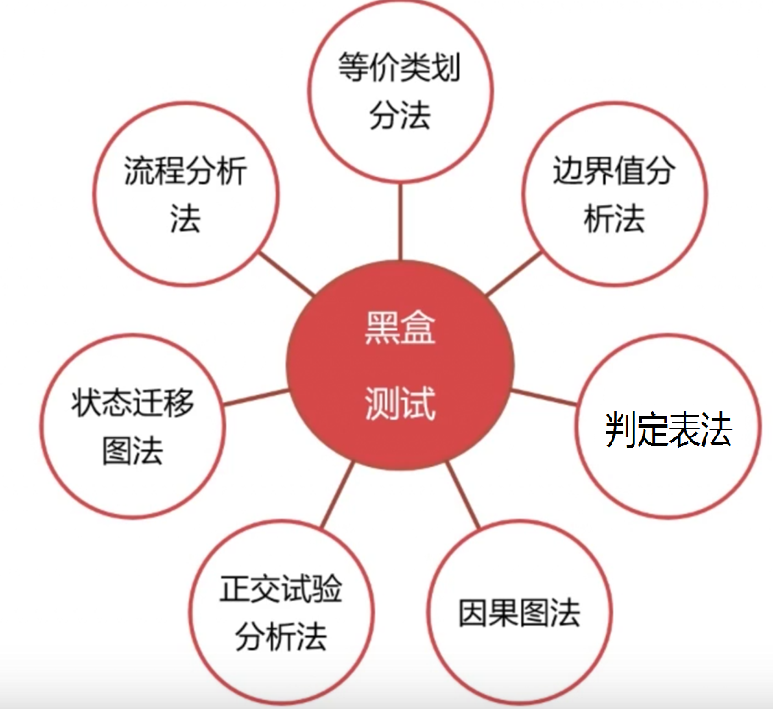 等价类划
分法
边界值分
析法
判定表法
因果图法
正交试验
分析法
状态迁移
图法
流程分析
法
黑盒
测试